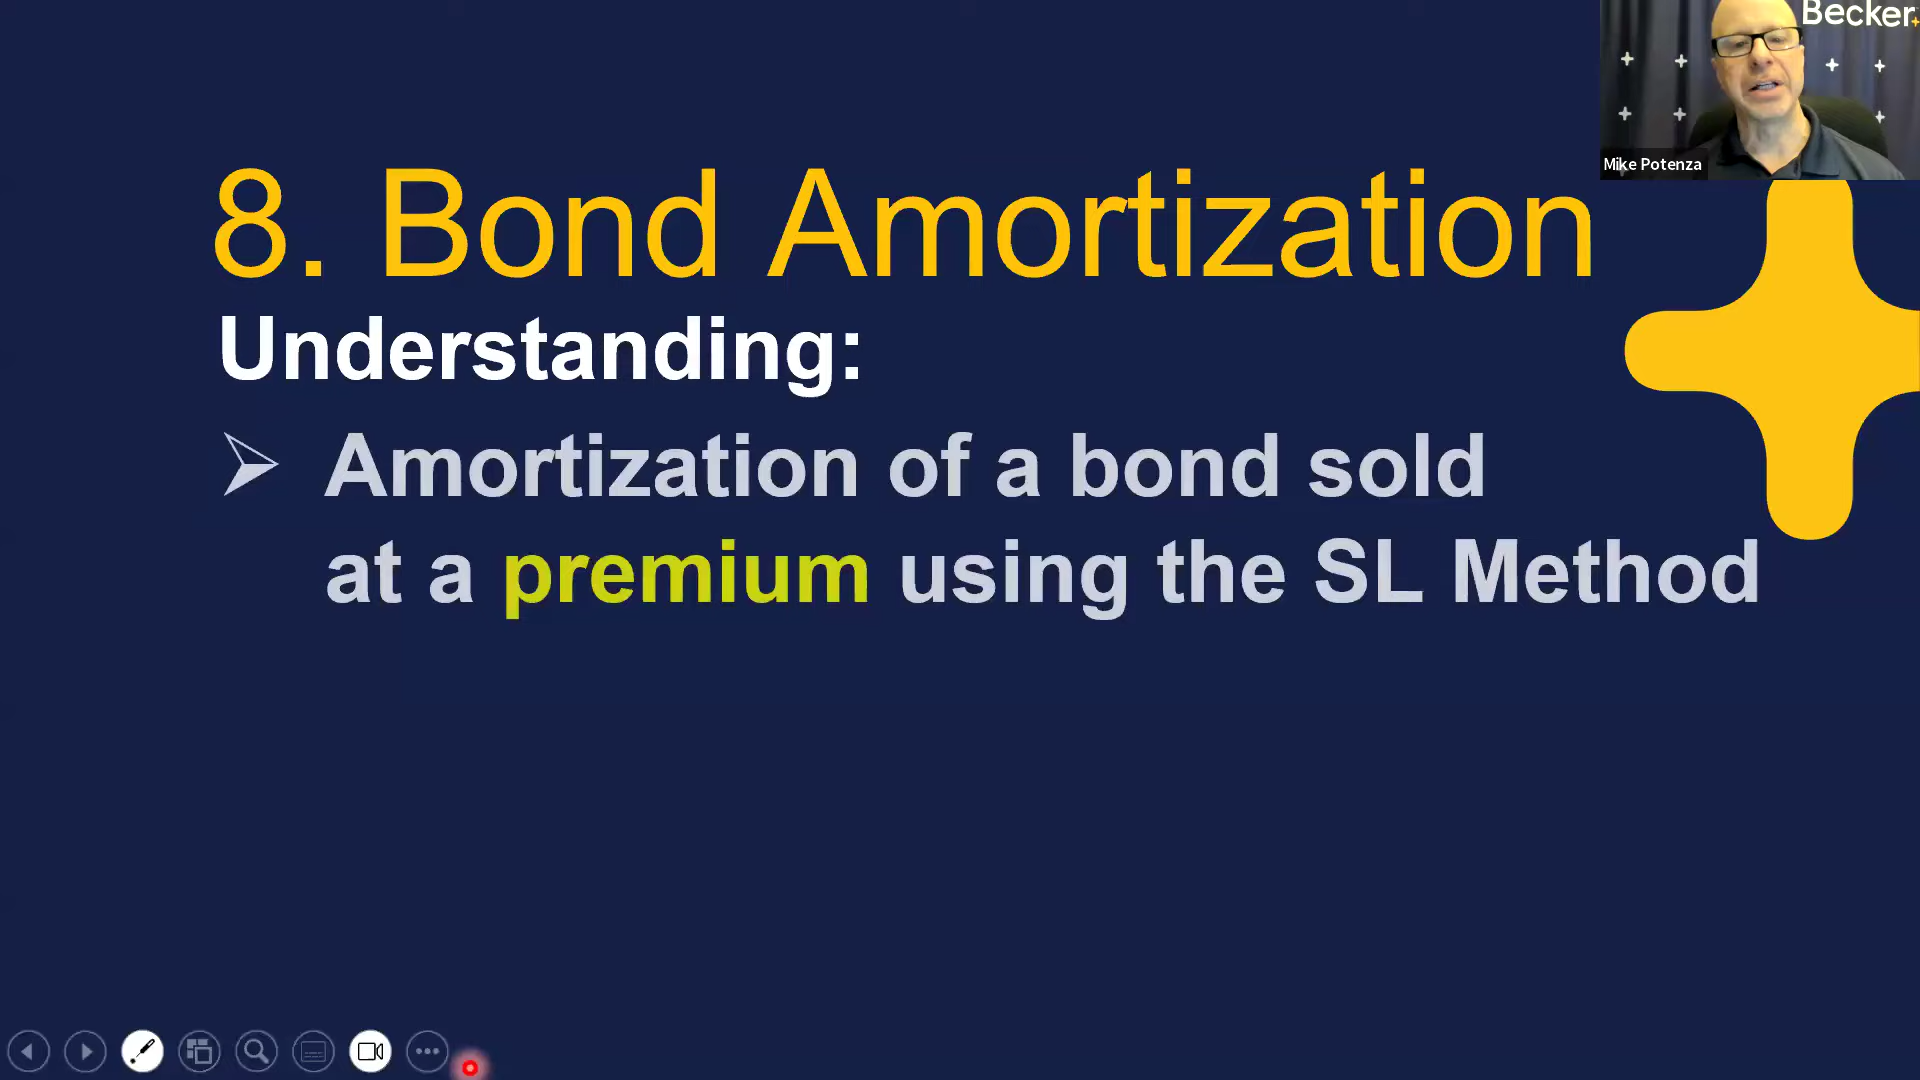 Becker
Mike Potenza
8. Bond Amortization
Understanding:
➢ Amortization of a bond sold
at a premium using the SL Method